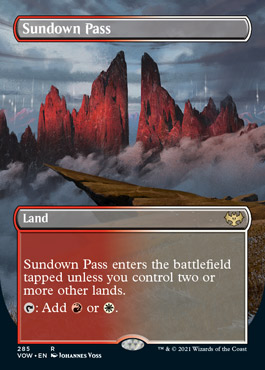 Sundown Pass
Land
Sundown Pass enters the battlefield
tapped unless you control two or
more other lands.
: Add or .
285 R
VOW • EN Johannes Voss
™ & © 2021 Wizards of the Coast